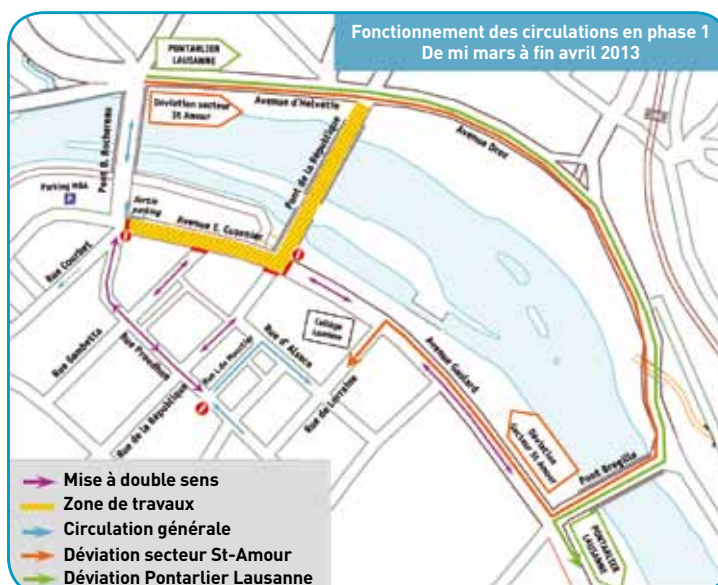 Fonctionnement des circulations en phase 1
De mi mars à fin avril 2013
PONTARLIER
LAUSANNE
Déviation secteur
St Amour
Avenue d'Helvétie
Avenue Droz
Pont D. Rochereau
Pont de la République
Parking MBA
P
Sortie
parking
Avenue E. Cusenier
Rue Courbet
Rue Gambetta
Rue Proudhon
Rue de la République
Rue d'Alsace
Collège
Lumière
Rue de Lorraine
Avenue Gaulard
Déviation
Secteur St Amour
Pont Bregille
PONTARLIER
LAUSANNE
Mise à double sens
Zone de travaux
Circulation générale
Déviation secteur St-Amour
Déviation Pontarlier Lausanne